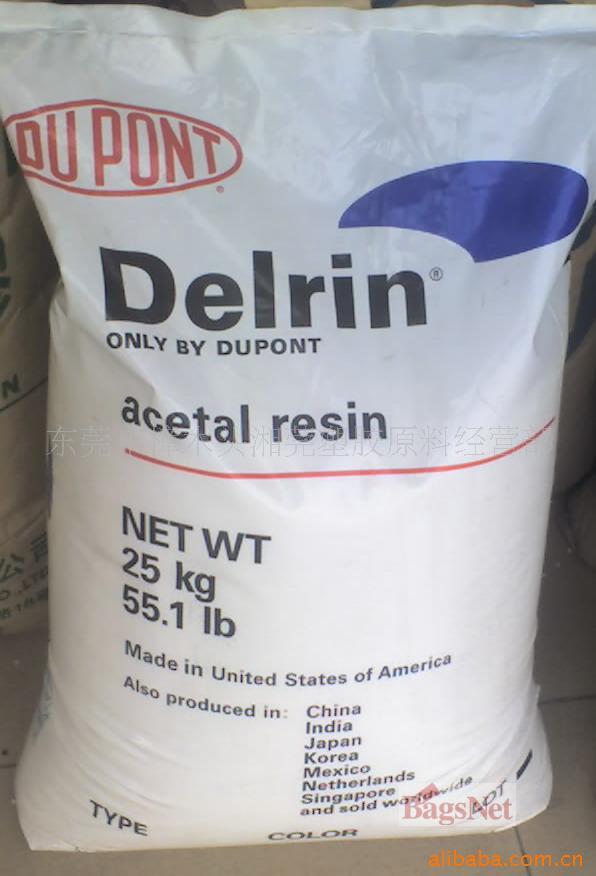 DU PONT
®
Delrin®
ONLY BY DUPONT
acetal resin
NET WT
25 kg
55.1 lb
Made in United States of America
Also produced in: China
India
Japan
Korea
Mexico
Netherlands
Singapore
and sold worldwide
BagsNet
TYPE
COLOR
LOT
alibaba.com.cn